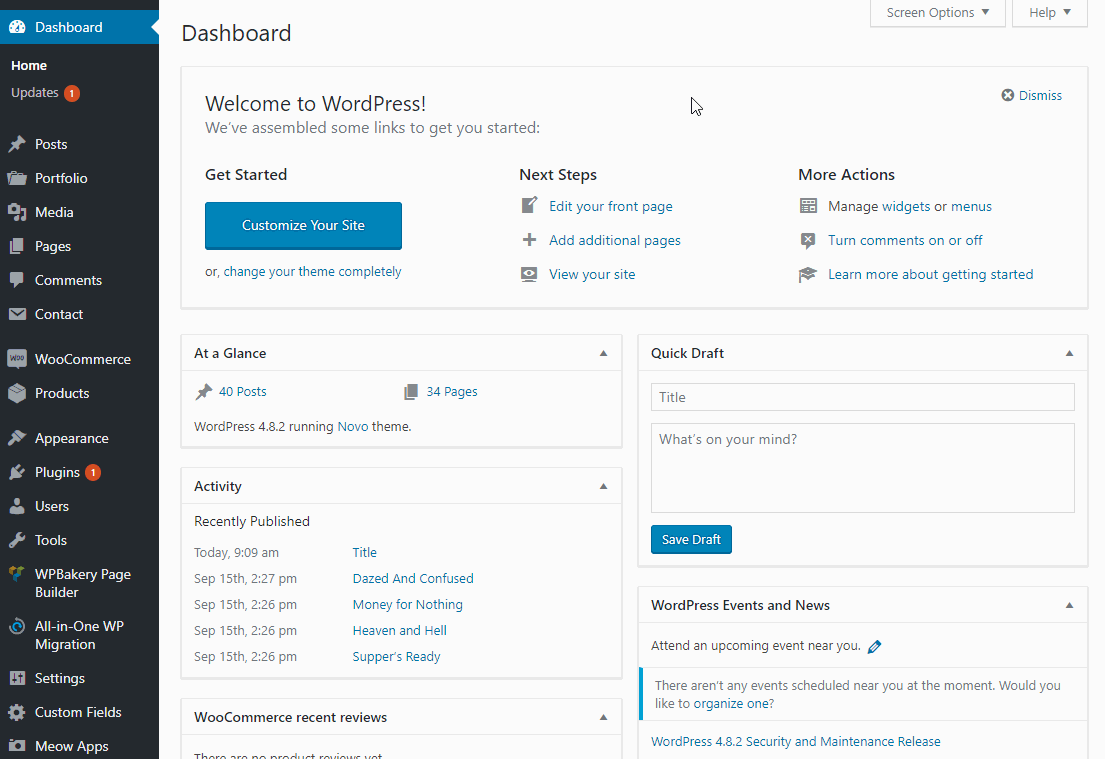 Dashboard
Home
Updates 1
Posts
Portfolio
Media
Pages
Comments
Contact
WOO WooCommerce
Products
Appearance
Plugins 1
Users
Tools
WPBakery Page
Builder
All-in-One WP
Migration
Settings
Custom Fields
Meow Apps
Screen Options
Help
Dashboard
Welcome to WordPress!
We've assembled some links to get you started:
Dismiss
Get Started
Customize Your Site
or, change your theme completely
Next Steps
Edit your front page
Add additional pages
View your site
More Actions
Manage widgets or menus
Turn comments on or off
Learn more about getting started
At a Glance
40 Posts
34 Pages
WordPress 4.8.2 running Novo theme.
Activity
Recently Published
Today, 9:09 am Title
Sep 15th, 2:27 pm Dazed And Confused
Sep 15th, 2:26 pm Money for Nothing
Sep 15th, 2:26 pm Heaven and Hell
Sep 15th, 2:26 pm Supper's Ready
WooCommerce recent reviews
There are no product reviews yet.
Quick Draft
Title
What's on your mind?
Save Draft
WordPress Events and News
Attend an upcoming event near you.
There aren't any events scheduled near you at the moment. Would you
like to organize one?
WordPress 4.8.2 Security and Maintenance Release